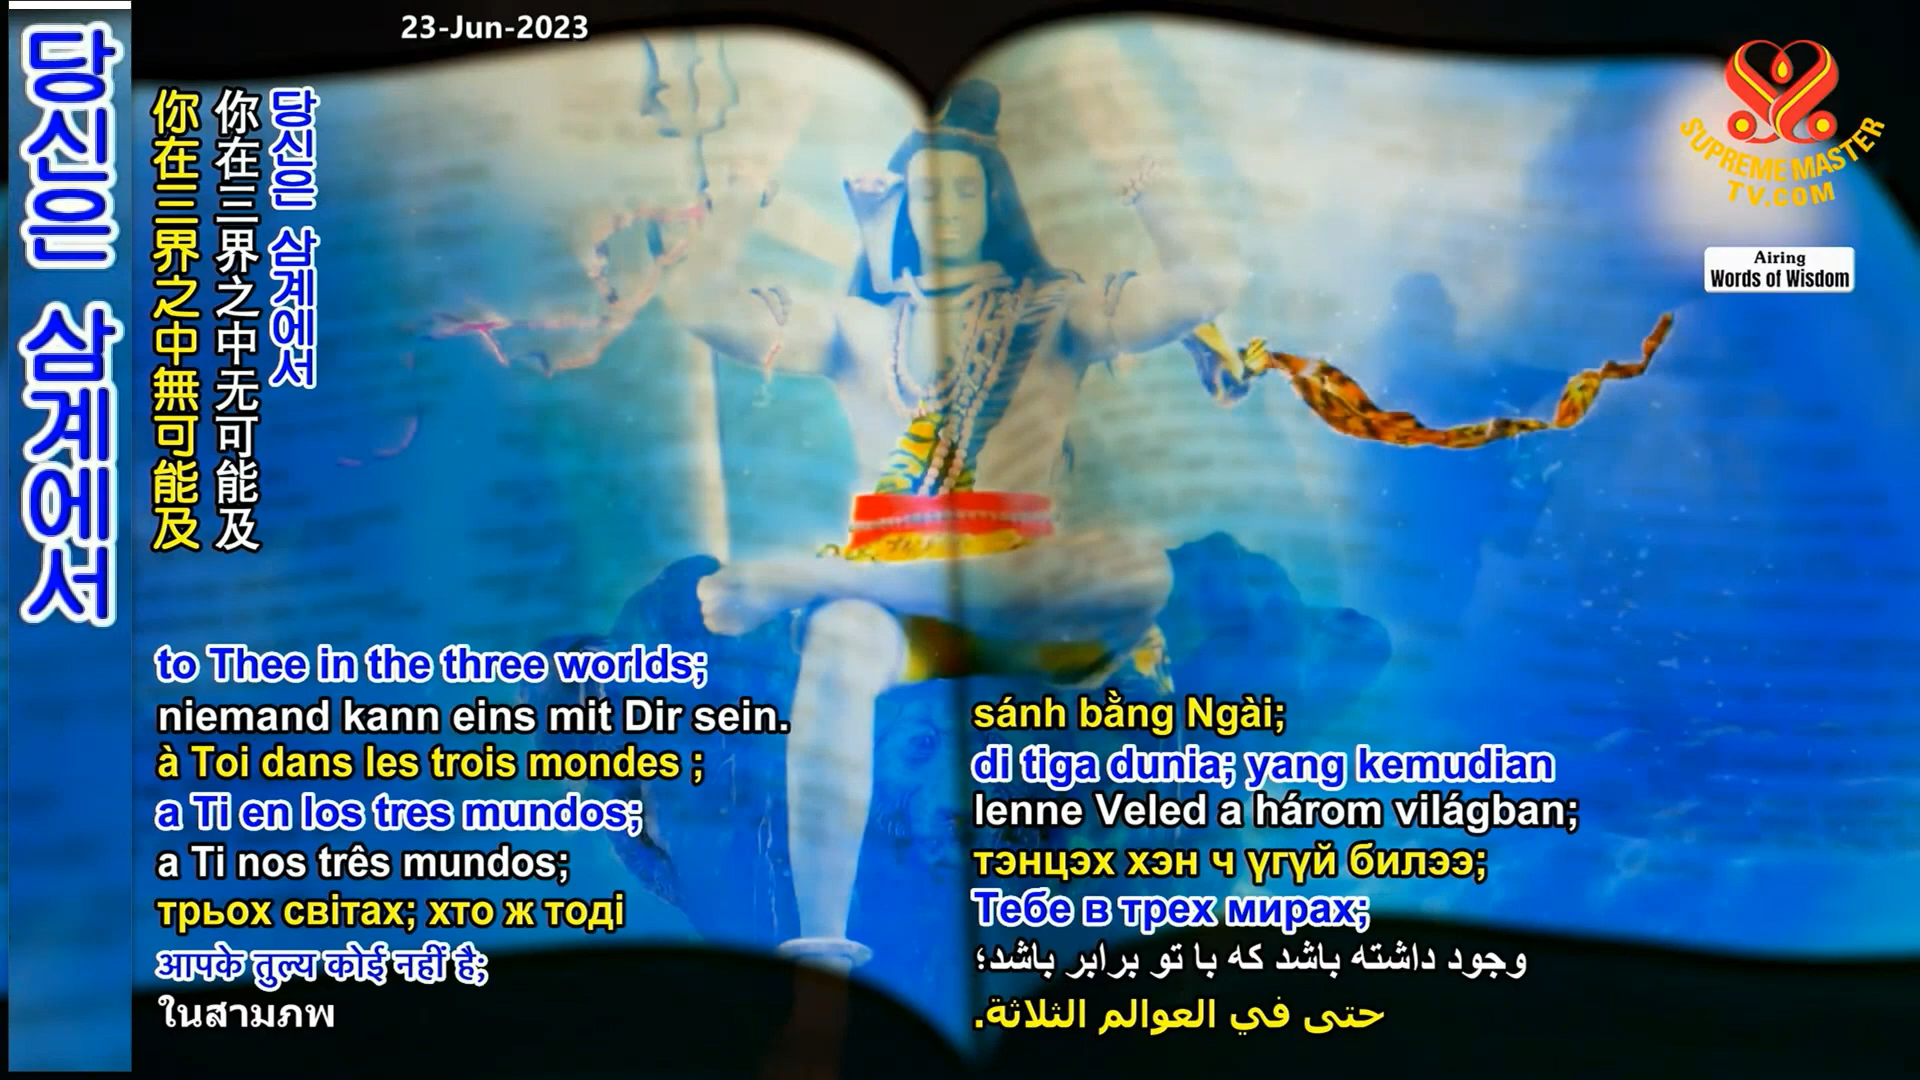 23-Jun-2023
당신은 삼계에서
당신은 삼계에서
你在三界之中无可能及
你在三界之中無可能及
SUPREME MASTER
TV.COM
Airing
Words of Wisdom
to Thee in the three worlds;
niemand kann eins mit Dir sein.
à Toi dans les trois mondes ;
a Ti en los tres mundos;
a Ti nos três mundos;
трьох світах; хто ж тоді
आपके तुल्य कोई नहीं है;
ในสามภพ
sánh bằng Ngài;
di tiga dunia; yang kemudian
lenne Veled a három világban;
тэнцэх хэн ч үгүй билээ;
Тебе в трех мирах;
وجود داشته باشد که با تو برابر باشد؛
حتى في العوالم الثلاثة.